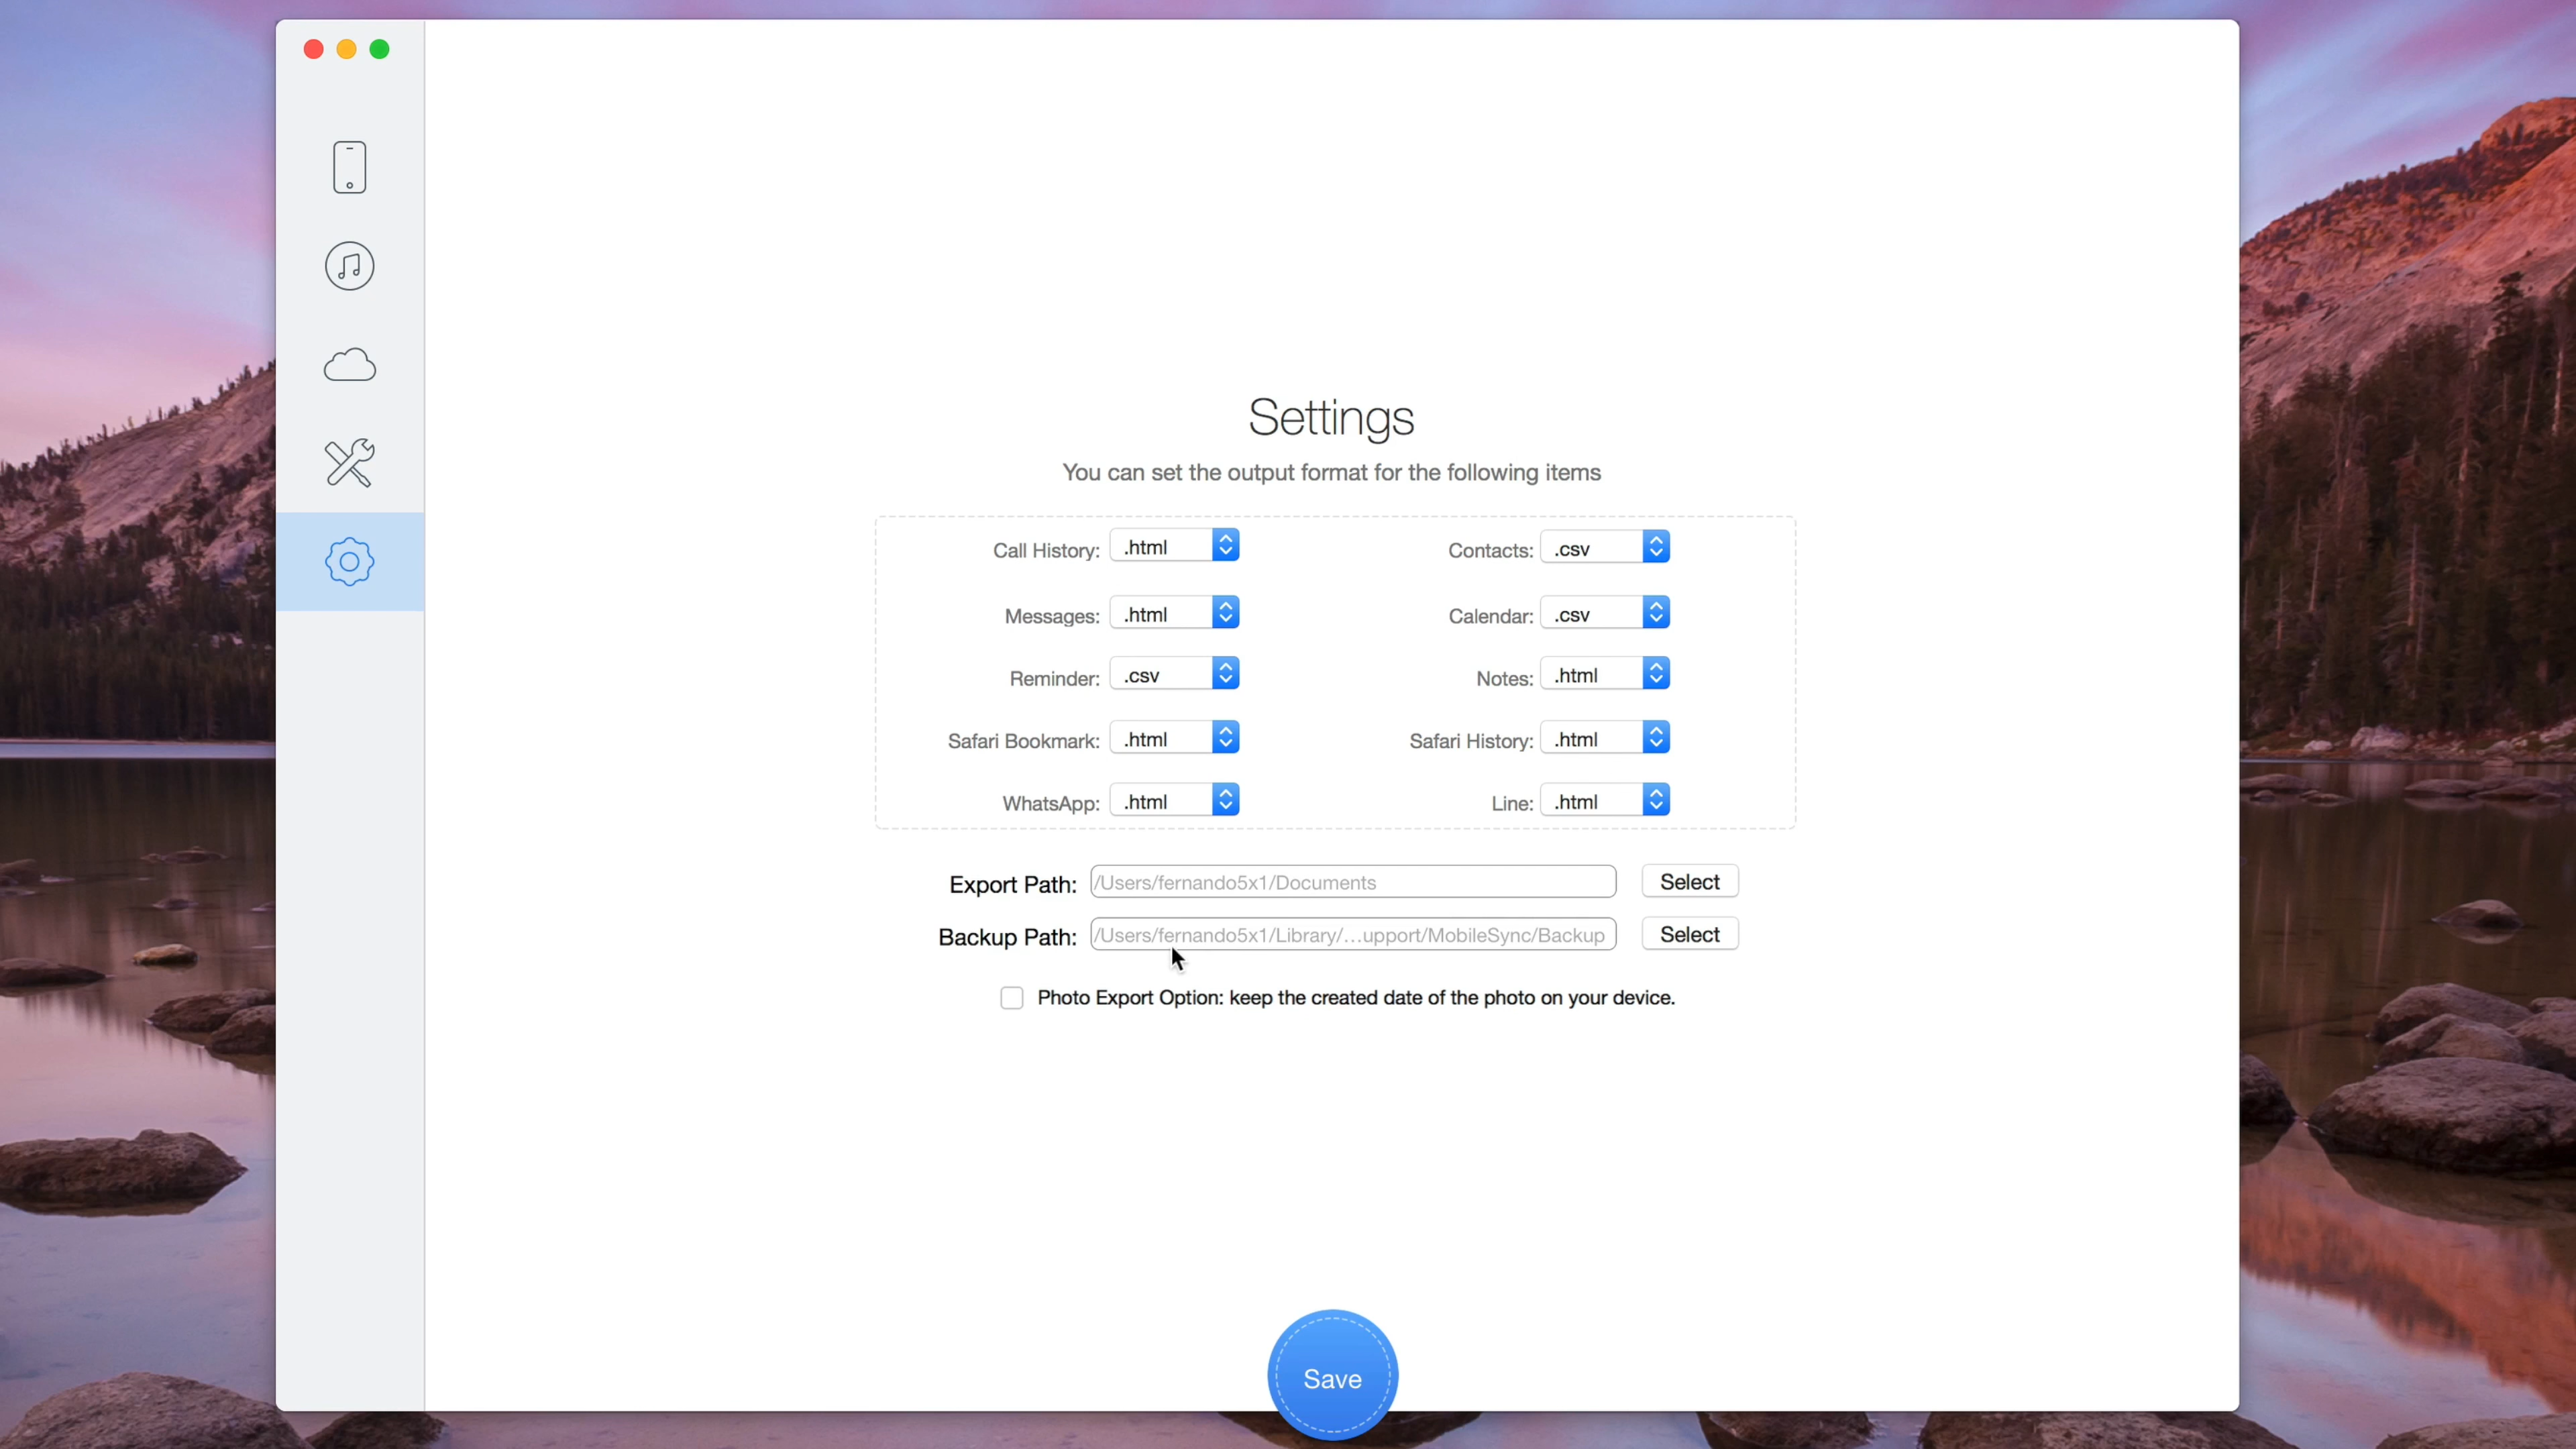 Settings
You can set the output format for the following items
Call History: .html Contacts: .csv
Messages: .html Calendar: .csv
Reminder: .csv Notes: .html
Safari Bookmark: .html Safari History: .html
WhatsApp: .html Line: .html
Export Path: /Users/fernando5x1/Documents Select
Backup Path: /Users/fernando5x1/Library/...upport/MobileSync/Backup Select
Photo Export Option: keep the created date of the photo on your device.
Save